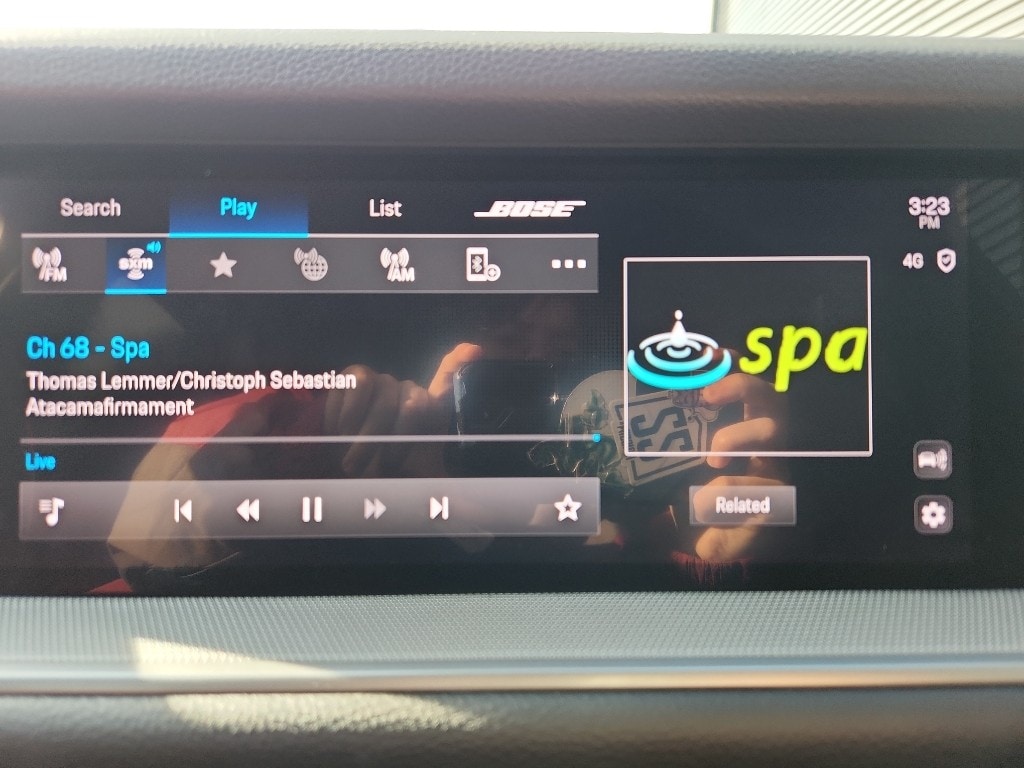 Search Play List BOSE
3:23
PM
FM sxm AM
4G
Ch 68 - Spa
Thomas Lemmer/Christoph Sebastian
Atacamafirmament
spa
Live
Related